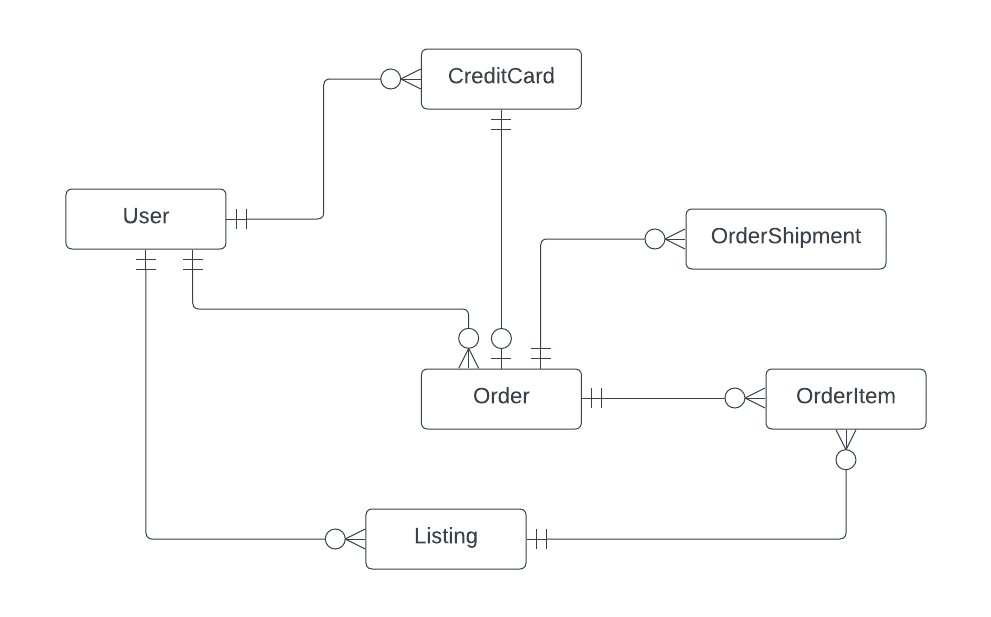 CreditCard
User
OrderShipment
Order
OrderItem
Listing